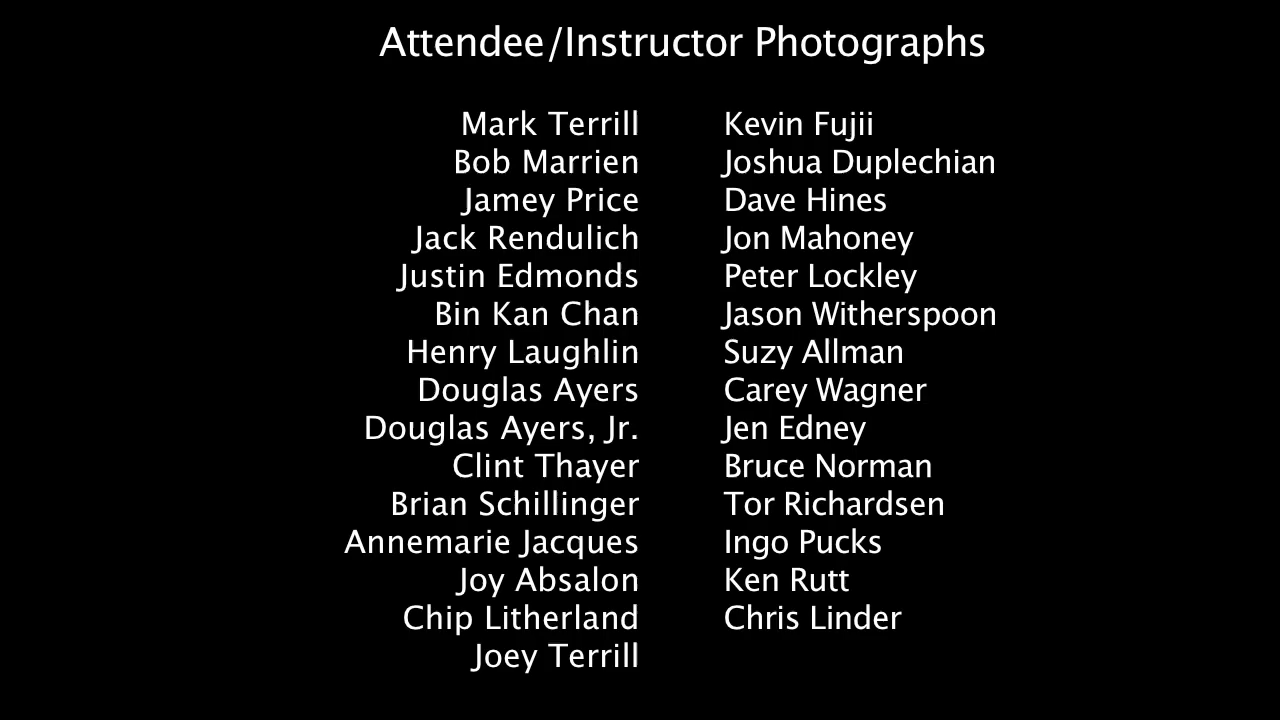 Attendee/Instructor Photographs
Mark Terrill
Bob Marrien
Jamey Price
Jack Rendulich
Justin Edmonds
Bin Kan Chan
Henry Laughlin
Douglas Ayers
Douglas Ayers, Jr.
Clint Thayer
Brian Schillinger
Annemarie Jacques
Joy Absalon
Chip Litherland
Joey Terrill
Kevin Fujii
Joshua Duplechian
Dave Hines
Jon Mahoney
Peter Lockley
Jason Witherspoon
Suzy Allman
Carey Wagner
Jen Edney
Bruce Norman
Tor Richardsen
Ingo Pucks
Ken Rutt
Chris Linder